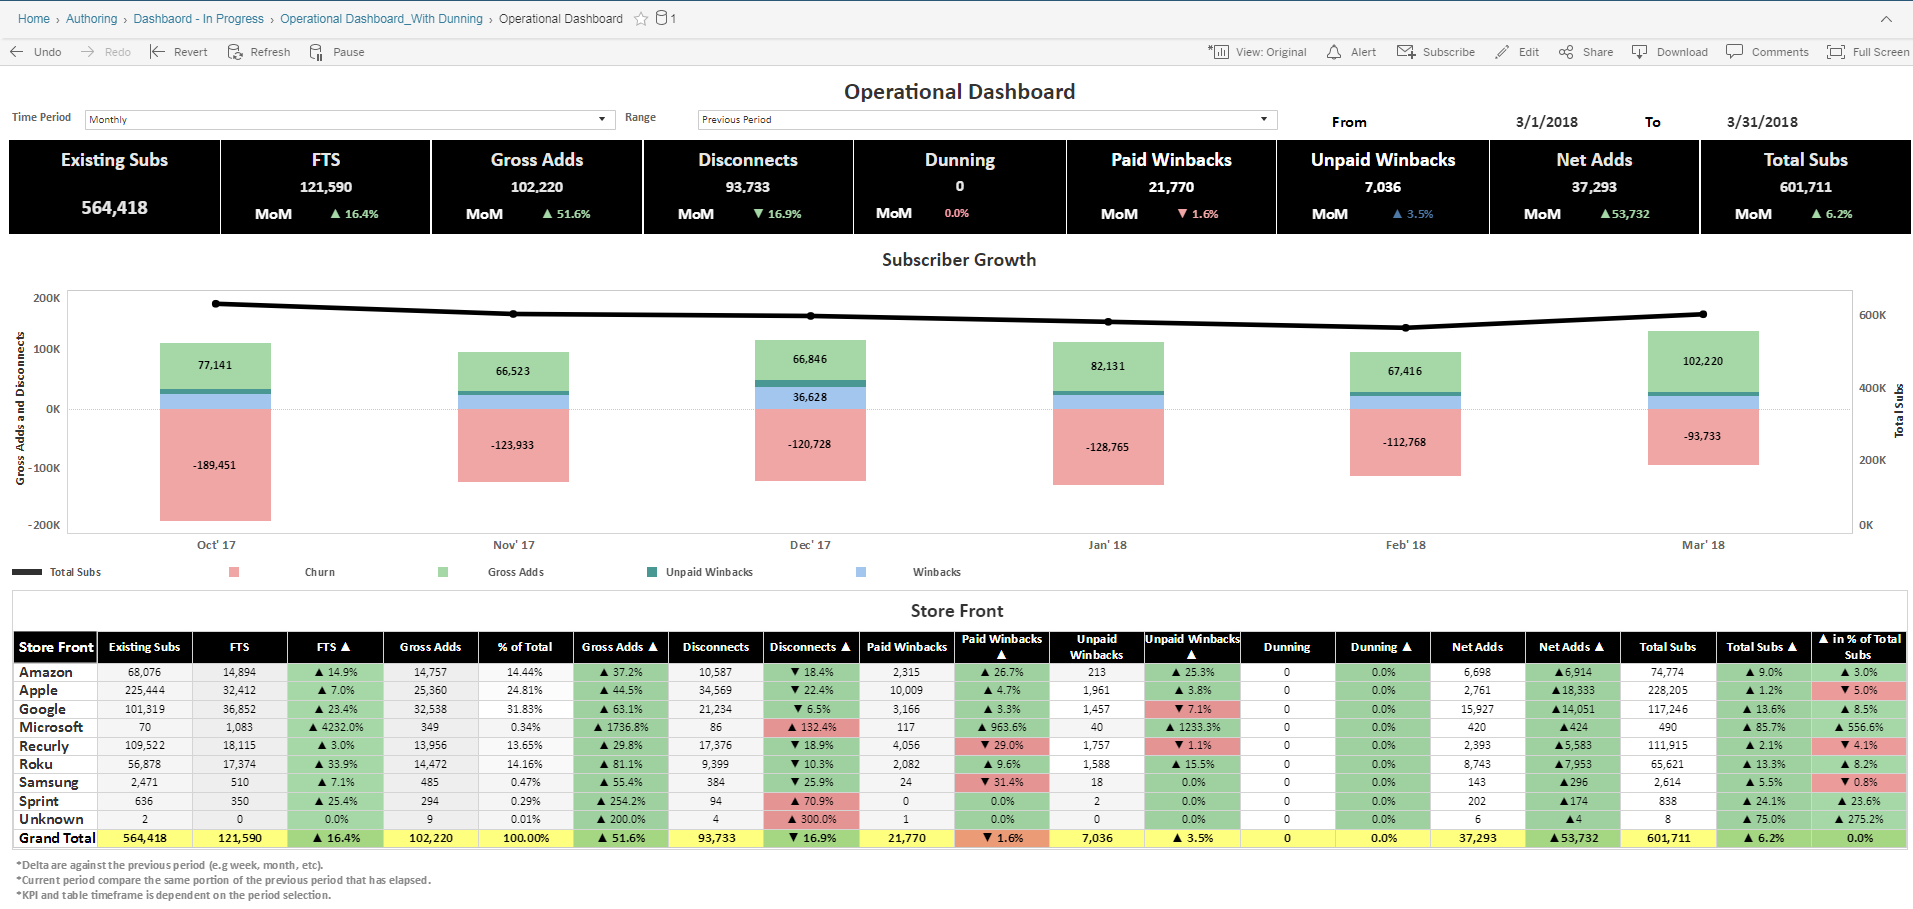 Home › Authoring › Dashbaord - In Progress › Operational Dashboard_With Dunning › Operational Dashboard 1
Undo Redo Revert Refresh Pause View: Original Alert Subscribe Edit Share Download Comments Full Screen
Operational Dashboard
Time Period Monthly Range Previous Period From 3/1/2018 To 3/31/2018
Existing Subs FTS Gross Adds Disconnects Dunning Paid Winbacks Unpaid Winbacks Net Adds Total Subs
564,418 121,590 102,220 93,733 0 21,770 7,036 37,293 601,711
MoM ▲ 16.4% MoM ▲ 51.6% MoM ▼ 16.9% MoM 0.0% MoM ▼ 1.6% MoM ▲ 3.5% MoM ▲53,732 MoM ▲ 6.2%
Subscriber Growth
Gross Adds and Disconnects
200K
100K
0K
-100K
-200K
77,141 66,523 66,846 82,131 67,416 102,220
36,628
-189,451 -123,933 -120,728 -128,765 -112,768 -93,733
600K
400K
200K
0K
Total Subs
Oct' 17 Nov' 17 Dec' 17 Jan' 18 Feb' 18 Mar' 18
Total Subs Churn Gross Adds Unpaid Winbacks Winbacks
Store Front
Store Front Existing Subs FTS FTS ▲ Gross Adds % of Total Gross Adds ▲ Disconnects Disconnects ▲ Paid Winbacks Paid Winbacks ▲ Unpaid Winbacks Unpaid Winbacks ▲ Dunning Dunning ▲ Net Adds Net Adds ▲ Total Subs Total Subs ▲ ▲ in % of Total Subs
Amazon 68,076 14,894 ▲ 14.9% 14,757 14.44% ▲ 37.2% 10,587 ▼ 18.4% 2,315 ▲ 26.7% 213 ▲ 25.3% 0 0.0% 6,698 ▲6,914 74,774 ▲ 9.0% ▲ 3.0%
Apple 225,444 32,412 ▲ 7.0% 25,360 24.81% ▲ 44.5% 34,569 ▼ 22.4% 10,009 ▲ 4.7% 1,961 ▲ 3.8% 0 0.0% 2,761 ▲18,333 228,205 ▲ 1.2% ▼ 5.0%
Google 101,319 36,852 ▲ 23.4% 32,538 31.83% ▲ 63.1% 21,234 ▼ 6.5% 3,166 ▲ 3.3% 1,457 ▼ 7.1% 0 0.0% 15,927 ▲14,051 117,246 ▲ 13.6% ▲ 8.5%
Microsoft 70 1,083 ▲ 4232.0% 349 0.34% ▲ 1736.8% 86 ▲ 132.4% 117 ▲ 963.6% 40 ▲ 1233.3% 0 0.0% 420 ▲424 490 ▲ 85.7% ▲ 556.6%
Recurly 109,522 18,115 ▲ 3.0% 13,956 13.65% ▲ 29.8% 17,376 ▼ 18.9% 4,056 ▼ 29.0% 1,757 ▼ 1.1% 0 0.0% 2,393 ▲5,583 111,915 ▲ 2.1% ▼ 4.1%
Roku 56,878 17,374 ▲ 33.9% 14,472 14.16% ▲ 81.1% 9,399 ▼ 10.3% 2,082 ▲ 9.6% 1,588 ▲ 15.5% 0 0.0% 8,743 ▲7,953 65,621 ▲ 13.3% ▲ 8.2%
Samsung 2,471 510 ▲ 7.1% 485 0.47% ▲ 55.4% 384 ▼ 25.9% 24 ▼ 31.4% 18 0.0% 0 0.0% 143 ▲296 2,614 ▲ 5.5% ▼ 0.8%
Sprint 636 350 ▲ 25.4% 294 0.29% ▲ 254.2% 94 ▲ 70.9% 0 0.0% 2 0.0% 0 0.0% 202 ▲174 838 ▲ 24.1% ▲ 23.6%
Unknown 2 0 0.0% 9 0.01% ▲ 200.0% 4 ▲ 300.0% 1 0.0% 0 0.0% 0 0.0% 6 ▲4 8 ▲ 75.0% ▲ 275.2%
Grand Total 564,418 121,590 ▲ 16.4% 102,220 100.00% ▲ 51.6% 93,733 ▼ 16.9% 21,770 ▼ 1.6% 7,036 ▲ 3.5% 0 0.0% 37,293 ▲53,732 601,711 ▲ 6.2% 0.0%
*Delta are against the previous period (e.g week, month, etc).
*Current period compare the same portion of the previous period that has elapsed.
*KPI and table timeframe is dependent on the period selection.